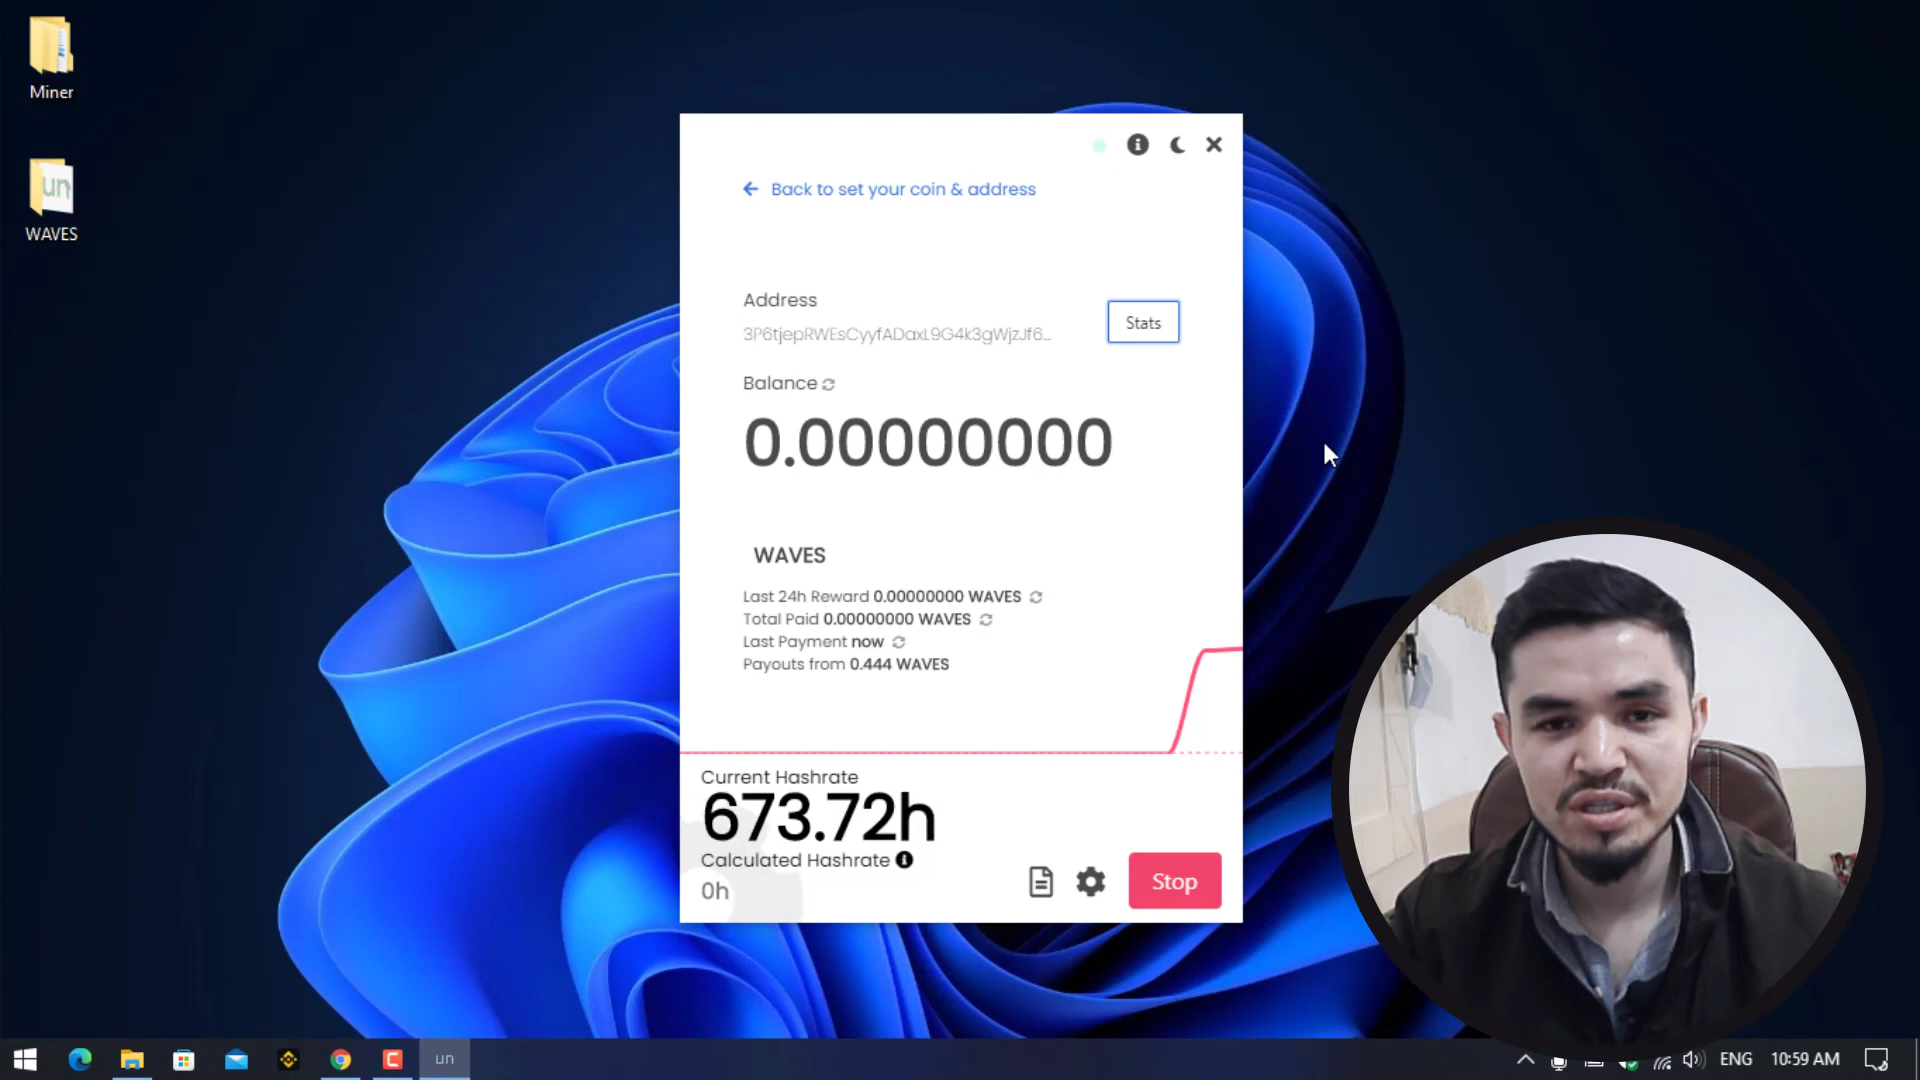 Miner
un
WAVES
Back to set your coin & address
Address
3P6tjepRWEsCyyfADaxL9G4k3gWjzJf6...
Stats
Balance
0.00000000
WAVES
Last 24h Reward 0.00000000 WAVES
Total Paid 0.00000000 WAVES
Last Payment now
Payouts from 0.444 WAVES
Current Hashrate
673.72h
Calculated Hashrate
0h
Stop
un
ENG
10:59 AM